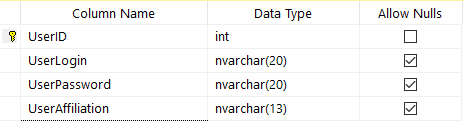 Column Name Data Type Allow Nulls
UserID int
UserLogin nvarchar(20)
UserPassword nvarchar(20)
UserAffiliation nvarchar(13)